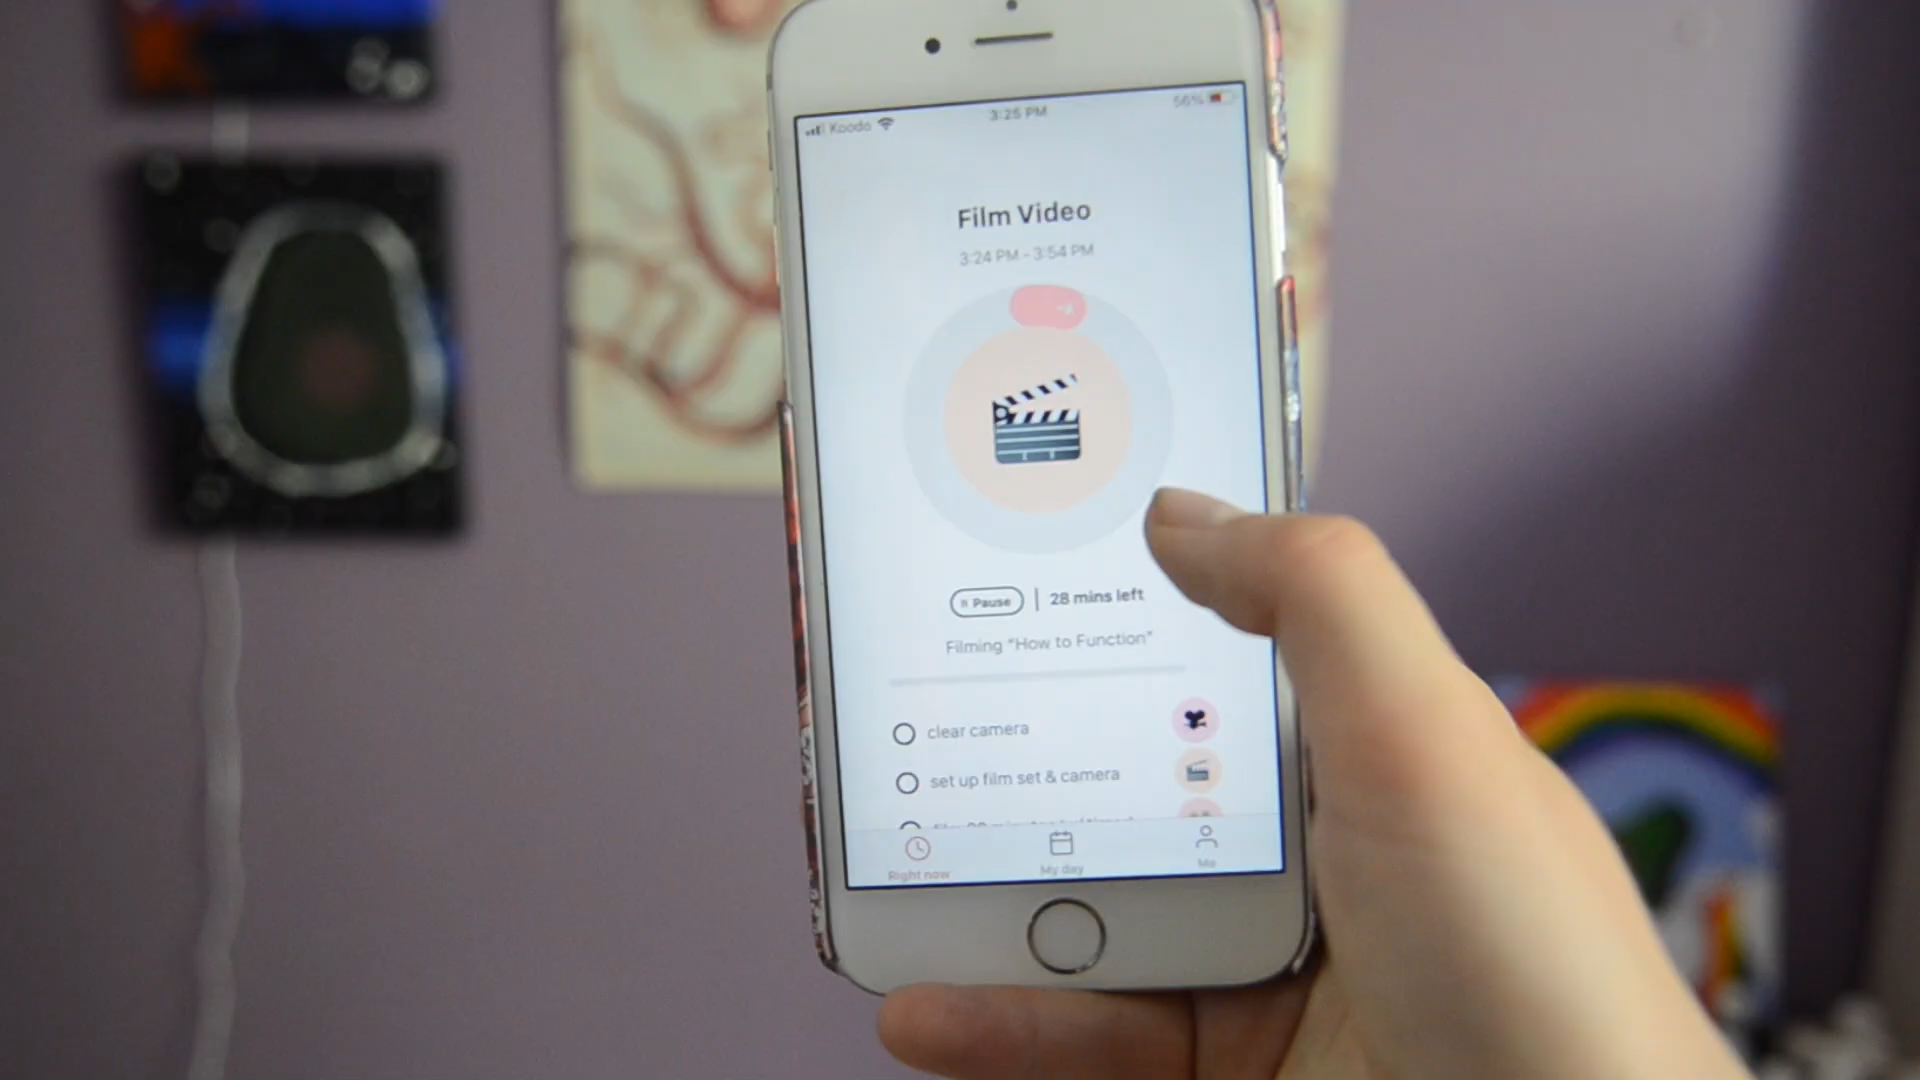 Koodo 3:25 PM 56%
Film Video
3:24 PM - 3:54 PM
Pause | 28 mins left
Filming "How to Function"
clear camera
set up film set & camera
Right now My day Me